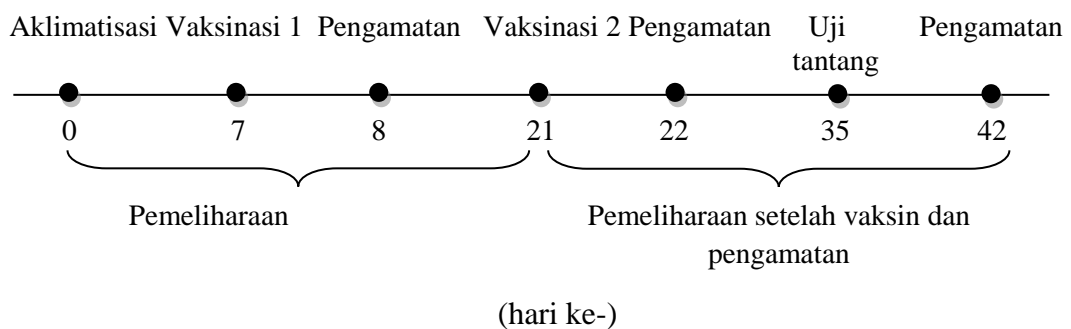 Aklimatisasi Vaksinasi 1 Pengamatan Vaksinasi 2 Pengamatan Uji tantang Pengamatan
0 7 8 21 22 35 42
Pemeliharaan
Pemeliharaan setelah vaksin dan
pengamatan
(hari ke-)